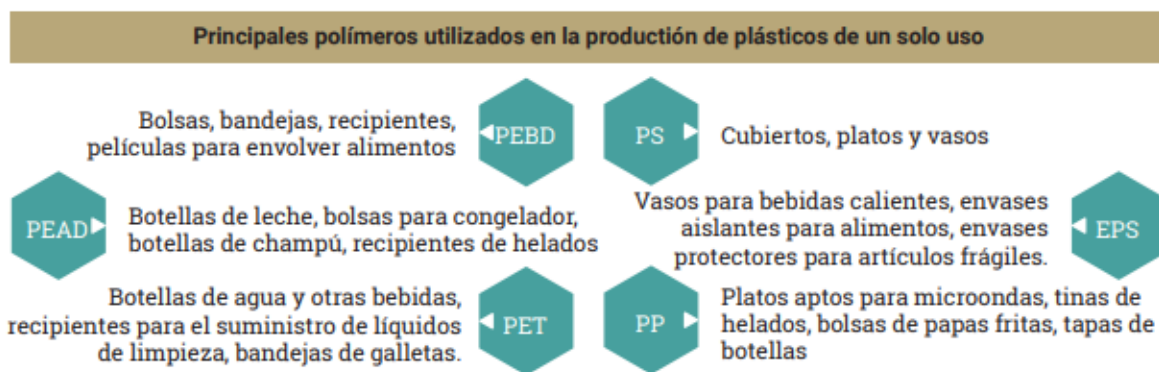 Principales polímeros utilizados en la productión de plásticos de un solo uso
Bolsas, bandejas, recipientes,
películas para envolver alimentos
PEBD
PS
Cubiertos, platos y vasos
PEAD
Botellas de leche, bolsas para congelador,
botellas de champú, recipientes de helados
Vasos para bebidas calientes, envases
aislantes para alimentos, envases
protectores para artículos frágiles.
EPS
Botellas de agua y otras bebidas,
recipientes para el suministro de líquidos
de limpieza, bandejas de galletas.
PET
PP
Platos aptos para microondas, tinas de
helados, bolsas de papas fritas, tapas de
botellas